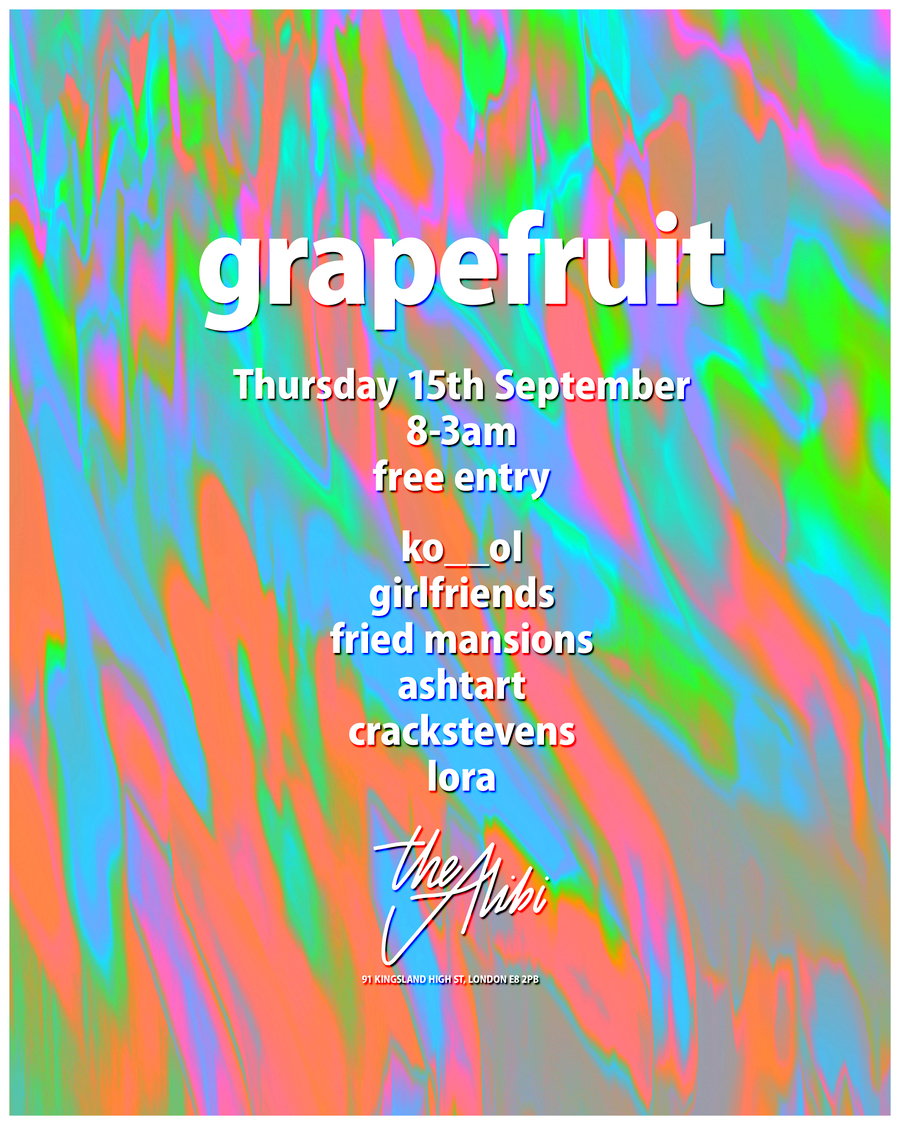 grapefruit
Thursday 15th September
8-3am
free entry
ko__ol
girlfriends
fried mansions
ashtart
crackstevens
lora
the Alibi
91 KINGSLAND HIGH ST, LONDON E8 2PB